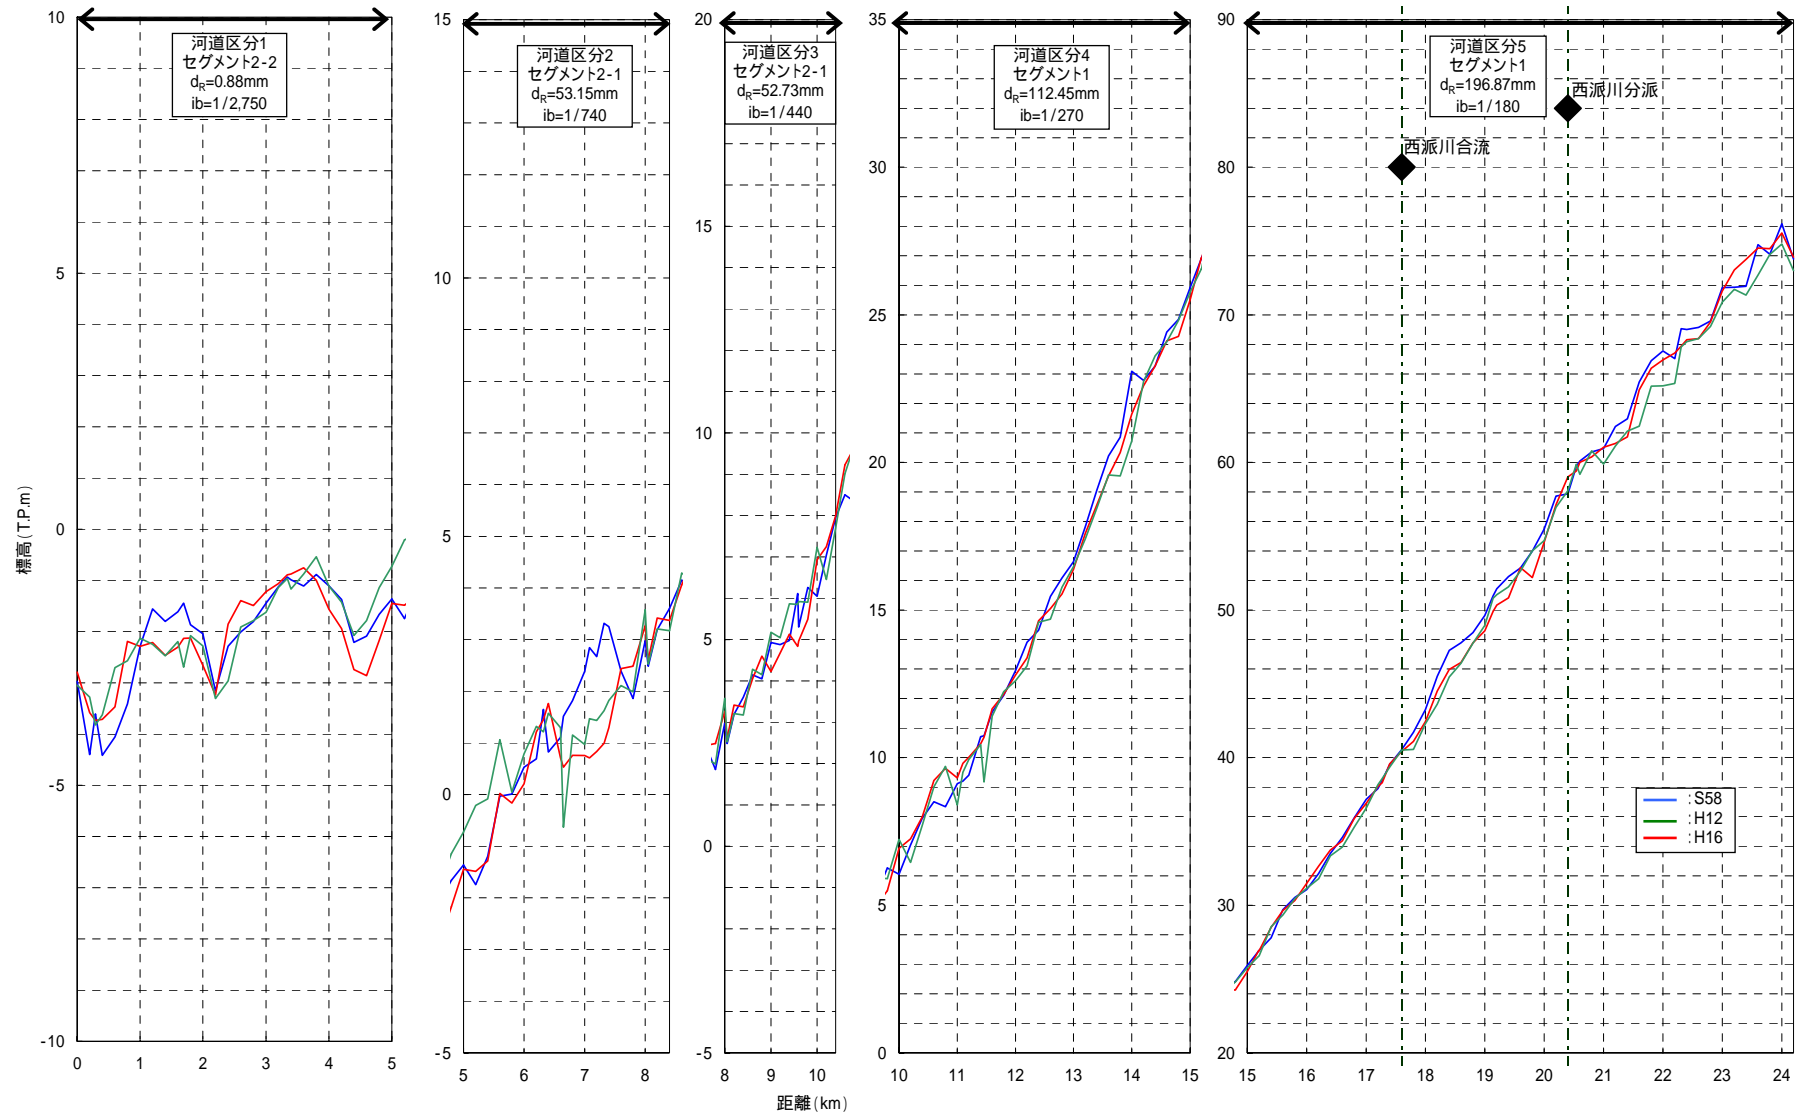 河道区分1
セグメント2-2
dR=0.88mm
ib=1/2,750
河道区分2
セグメント2-1
dR=53.15mm
ib=1/740
河道区分3
セグメント2-1
dR=52.73mm
ib=1/440
河道区分4
セグメント1
dR=112.45mm
ib=1/270
河道区分5
セグメント1
dR=196.87mm
ib=1/180
西派川分派
西派川合流
標高(T.P.m)
10
5
0
-5
-10
0 1 2 3 4 5
15
10
5
0
-5
5 6 7 8
20
15
10
5
0
-5
8 9 10
35
30
25
20
15
10
5
0
10 11 12 13 14 15
90
80
70
60
50
40
30
20
15 16 17 18 19 20 21 22 23 24
:S58
:H12
:H16
距離(km)